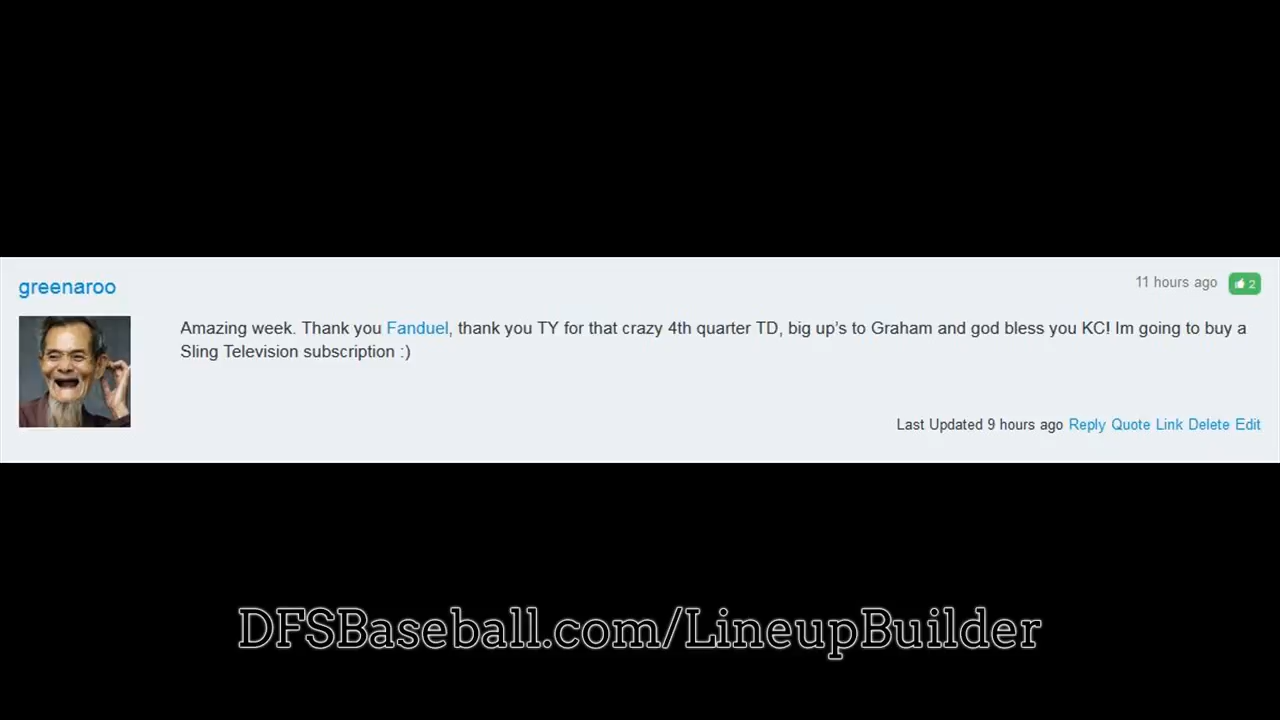 greenaroo
11 hours ago 2
Amazing week. Thank you Fanduel, thank you TY for that crazy 4th quarter TD, big up's to Graham and god bless you KC! Im going to buy a
Sling Television subscription :)
Last Updated 9 hours ago Reply Quote Link Delete Edit
DFSBaseball.com/LineupBuilder